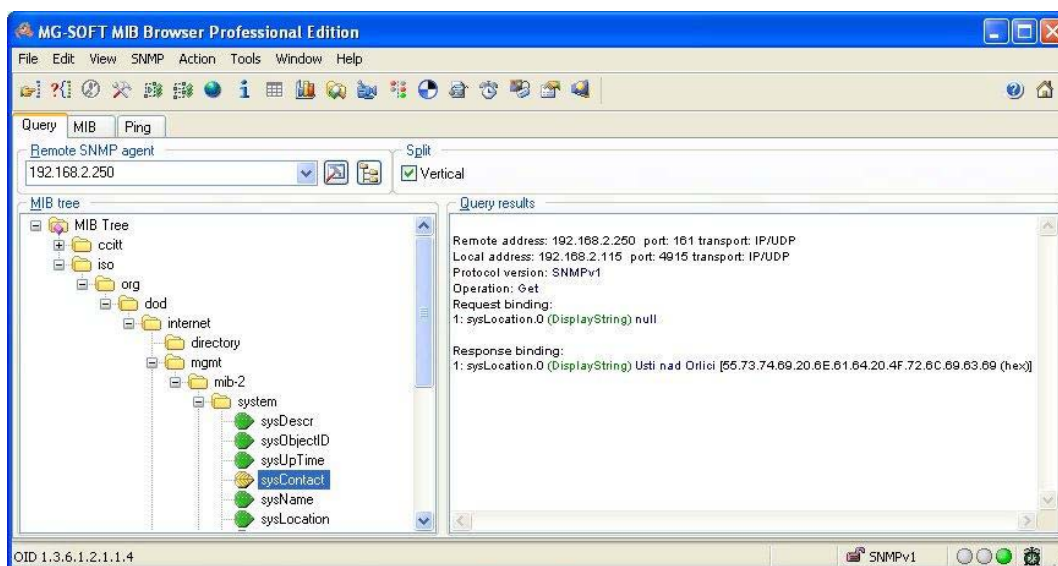 MG-SOFT MIB Browser Professional Edition
File Edit View SNMP Action Tools Window Help
Query MIB Ping
Remote SNMP agent
192.168.2.250
Split
Vertical
MIB tree
MIB Tree
ccitt
iso
org
dod
internet
directory
mgmt
mib-2
system
sysDescr
sysObjectID
sysUpTime
sysContact
sysName
sysLocation
Query results
Remote address: 192.168.2.250 port: 161 transport: IP/UDP
Local address: 192.168.2.115 port: 4915 transport: IP/UDP
Protocol version: SNMPv1
Operation: Get
Request binding:
1: sysLocation.0 (DisplayString) null
Response binding:
1: sysLocation.0 (DisplayString) Usti nad Orlici [55.73.74.69.20.6E.61.64.20.4F.72.6C.69.63.69 (hex)]
OID 1.3.6.1.2.1.1.4
SNMPv1